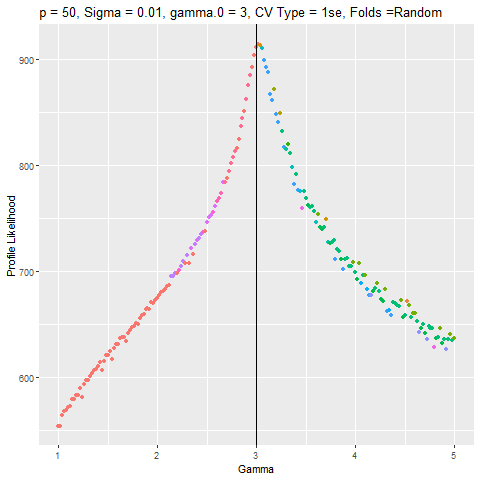 p = 50, Sigma = 0.01, gamma.0 = 3, CV Type = 1se, Folds =Random
Profile Likelihood
900
800
700
600
1 2 3 4 5
Gamma